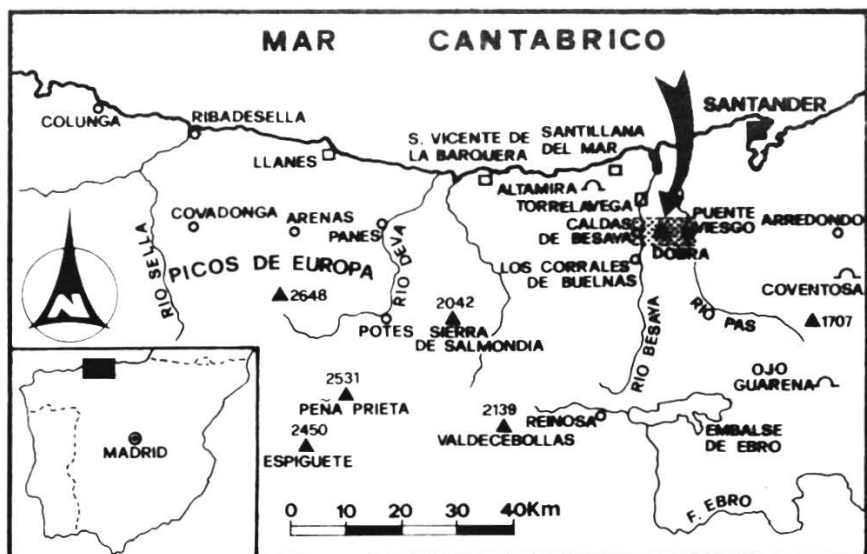 MAR CANTABRICO
COLUNGA
RIBADESELLA
LLANES
S. VICENTE DE
LA BARQUERA
SANTILLANA
DEL MAR
SANTANDER
ALTAMIRA
TORRELAVEGA
COVADONGA
ARENAS
PANES
CALDAS
DE BESAYA
PUENTE
VIESGO
DOBRA
ARREDONDO
RIO SELLA
PICOS DE EUROPA
RIO DEVA
LOS CORRALES
DE BUELNAS
COVENTOSA
N
2648
2042
RIO PAS
1707
POTES
SIERRA
DE SALMONDIA
RIO BESAYA
OJO
GUARENA
2531
PEÑA PRIETA
2139
VALDECEBOLLAS
REINOSA
EMBALSE
DE EBRO
2450
ESPIGUETE
MADRID
F. EBRO
0 10 20 30 40Km